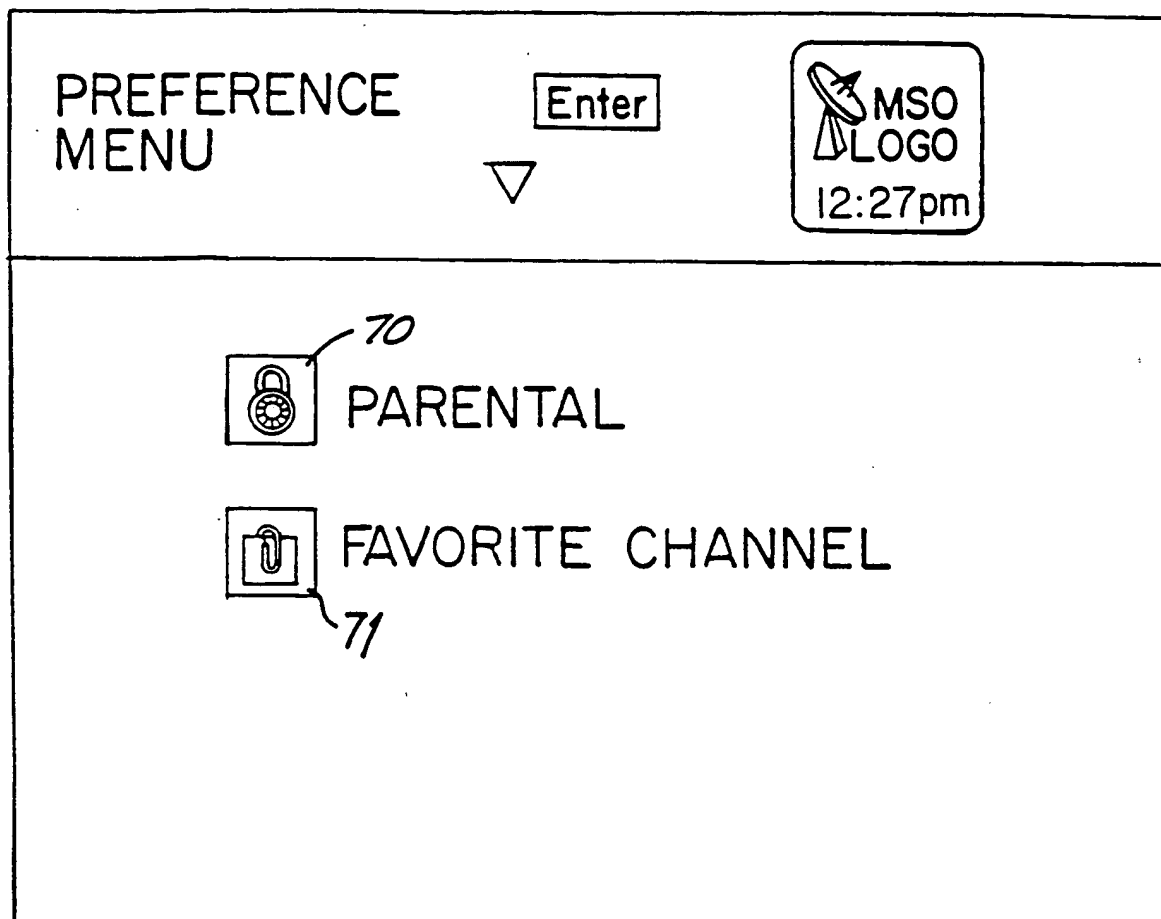 PREFERENCE
MENU
Enter
MSO
LOGO
12:27pm
70
PARENTAL
FAVORITE CHANNEL
71